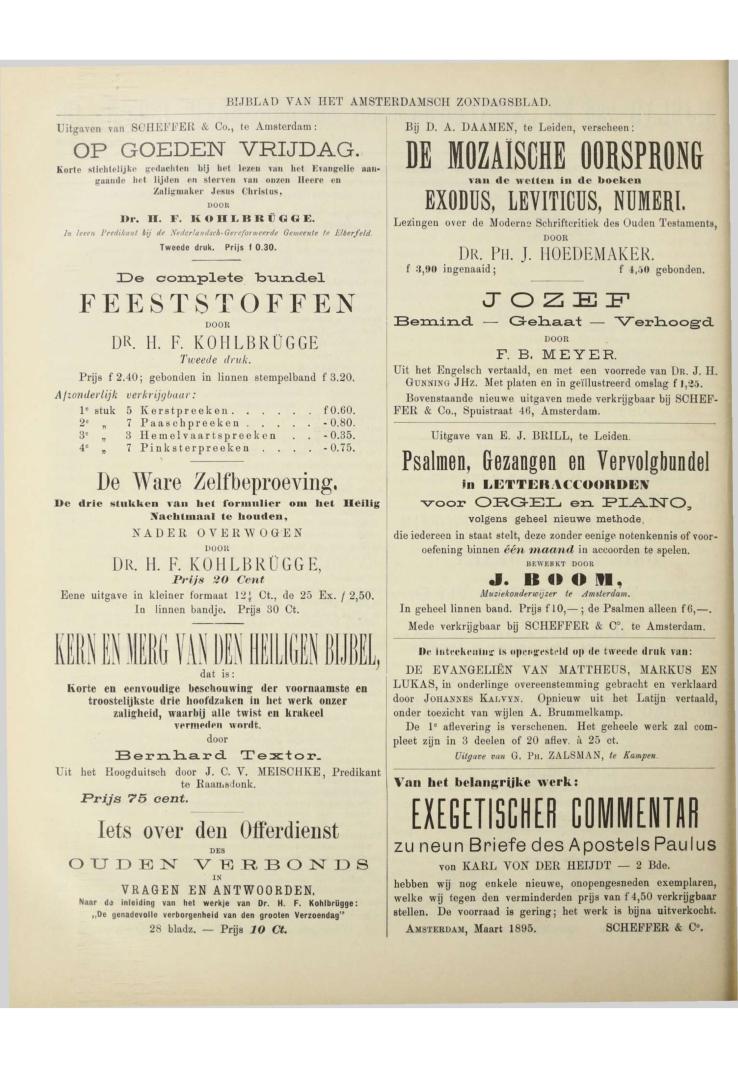 BIJBLAD VAN HET AMSTERDAMSCH ZONDAGSBLAD.
Uitgaven van SCHEFFER & Co., te Amsterdam:
OP GOEDEN VRIJDAG.
Korte stichtelijke gedachten bij het lezen van het Evangelie aan-
gaande het lijden en sterven van onzen Heere en
Zaligmaker Jesus Christus,
DOOR
Dr. H. F. KOHLBRÜGGE.
In leven Predikant bij de Nederlandsch-Gereformeerde Gemeente te Elberfeld.
Tweede druk. Prijs f 0.30.
De complete bundel
FEESTSTOFFEN
DOOR
DR. H. F. KOHLBRÜGGE
Tweede druk.
Prijs f 2.40; gebonden in linnen stempelband f 3.20.
Afzonderlijk verkrijgbaar:
1e stuk 5 Kerstpreeken . . . . . . f 0.60.
2e „ 7 Paaschpreeken . . . . . - 0.80.
3e „ 3 Hemelvaartspreeken . . - 0.35.
4e „ 7 Pinksterpreeken . . . . - 0.75.
De Ware Zelfbeproeving.
De drie stukken van het formulier om het Heilig
Nachtmaal te houden,
NADER OVERWOGEN
DOOR
DR. H. F. KOHLBRÜGGE,
Prijs 20 Cent
Eene uitgave in kleiner formaat 12½ Ct., de 25 Ex. f 2,50.
In linnen bandje. Prijs 30 Ct.
KERN EN MERG VAN DEN HEILIGEN BIJBEL,
dat is:
Korte en eenvoudige beschouwing der voornaamste en
troostelijkste drie hoofdzaken in het werk onzer
zaligheid, waarbij alle twist en krakeel
vermeden wordt.
door
Bernhard Textor.
Uit het Hoogduitsch door J. C. V. MEISCHKE, Predikant
te Raamsdonk.
Prijs 75 cent.
Iets over den Offerdienst
DES
OUDEN VERBONDS
IN
VRAGEN EN ANTWOORDEN.
Naar de inleiding van het werkje van Dr. H. F. Kohlbrügge:
„De genadevolle verborgenheid van den grooten Verzoendag"
28 bladz. — Prijs 10 Ct.
Bij D. A. DAAMEN, te Leiden, verscheen:
DE MOZAÏSCHE OORSPRONG
van de wetten in de boeken
EXODUS, LEVITICUS, NUMERI.
Lezingen over de Moderne Schriftcritiek des Ouden Testaments,
DOOR
DR. PH. J. HOEDEMAKER.
f 3,90 ingenaaid; f 4,50 gebonden.
JOZEF
Bemind — Gehaat — Verhoogd
DOOR
F. B. MEYER.
Uit het Engelsch vertaald, en met een voorrede van DR. J. H.
GUNNING JHz. Met platen en in geïllustreerd omslag f 1,25.
Bovenstaande nieuwe uitgaven mede verkrijgbaar bij SCHEF-
FER & Co., Spuistraat 46, Amsterdam.
Uitgave van E. J. BRILL, te Leiden.
Psalmen, Gezangen en Vervolgbundel
in LETTERACCOORDEN
voor ORGEL en PIANO,
volgens geheel nieuwe methode,
die iedereen in staat stelt, deze zonder eenige notenkennis of voor-
oefening binnen één maand in accoorden te spelen.
BEWERKT DOOR
J. BOOM,
Muziekonderwijzer te Amsterdam.
In geheel linnen band. Prijs f 10,—; de Psalmen alleen f 6,—.
Mede verkrijgbaar bij SCHEFFER & Co. te Amsterdam.
De inteekening is opengesteld op de tweede druk van:
DE EVANGELIËN VAN MATTHEUS, MARKUS EN
LUKAS, in onderlinge overeenstemming gebracht en verklaard
door JOHANNES KALVYN. Opnieuw uit het Latijn vertaald,
onder toezicht van wijlen A. Brummelkamp.
De 1e aflevering is verschenen. Het geheele werk zal com-
pleet zijn in 3 deelen of 20 aflev. à 25 ct.
Uitgave van G. PH. ZALSMAN, te Kampen.
Van het belangrijke werk:
EXEGETISCHER COMMENTAR
zu neun Briefe des Apostels Paulus
von KARL VON DER HEIJDT — 2 Bde.
hebben wij nog enkele nieuwe, onopengesneden exemplaren,
welke wij tegen den verminderden prijs van f 4,50 verkrijgbaar
stellen. De voorraad is gering; het werk is bijna uitverkocht.
AMSTERDAM, Maart 1895. SCHEFFER & Co.